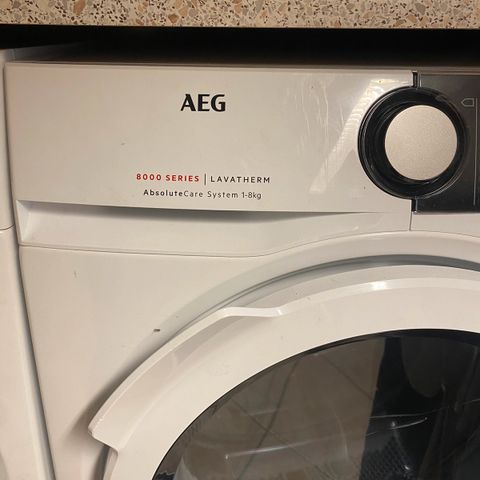 AEG
8000 SERIES | LAVATHERM
AbsoluteCare System 1-8kg